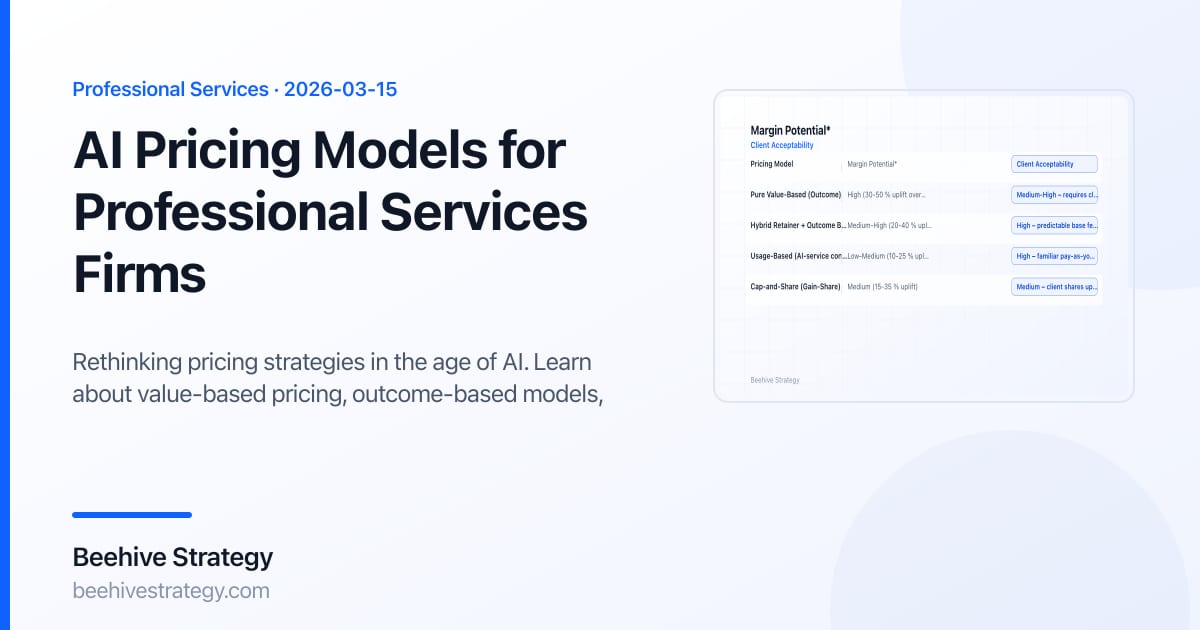 Professional Services · 2026-03-15
AI Pricing Models for
Professional Services
Firms
Rethinking pricing strategies in the age of AI. Learn
about value-based pricing, outcome-based models,
Beehive Strategy
beehivestrategy.com
Margin Potential*
Client Acceptability
Pricing Model Margin Potential* Client Acceptability
Pure Value-Based (Outcome) High (30-50 % uplift over... Medium-High – requires cl...
Hybrid Retainer + Outcome B... Medium-High (20-40 % upl... High – predictable base fe...
Usage-Based (AI-service con... Low-Medium (10-25 % upl... High – familiar pay-as-yo...
Cap-and-Share (Gain-Share) Medium (15-35 % uplift) Medium – client shares up...
Beehive Strategy